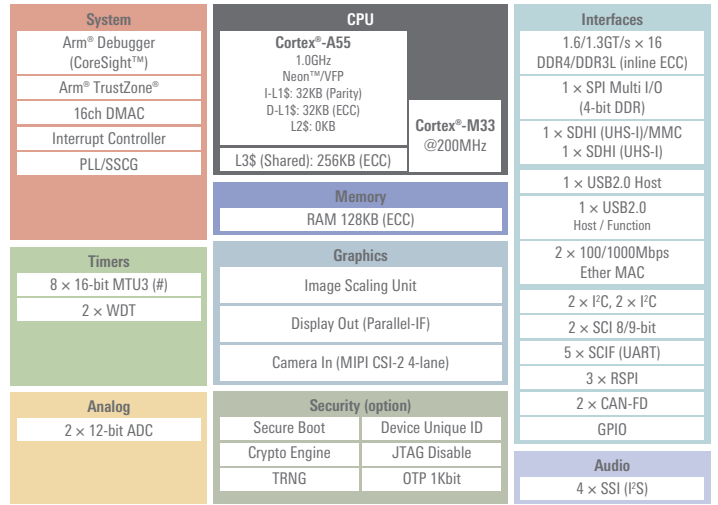 System
Arm® Debugger
(CoreSight™)
Arm® TrustZone®
16ch DMAC
Interrupt Controller
PLL/SSCG
Timers
8 × 16-bit MTU3 (#)
2 × WDT
Analog
2 × 12-bit ADC
CPU
Cortex®-A55
1.0GHz
Neon™/VFP
I-L1$: 32KB (Parity)
D-L1$: 32KB (ECC)
L2$: 0KB
L3$ (Shared): 256KB (ECC)
Cortex®-M33
@200MHz
Memory
RAM 128KB (ECC)
Graphics
Image Scaling Unit
Display Out (Parallel-IF)
Camera In (MIPI CSI-2 4-lane)
Security (option)
Secure Boot
Device Unique ID
Crypto Engine
JTAG Disable
TRNG
OTP 1Kbit
Interfaces
1.6/1.3GT/s × 16
DDR4/DDR3L (inline ECC)
1 × SPI Multi I/O
(4-bit DDR)
1 × SDHI (UHS-I)/MMC
1 × SDHI (UHS-I)
1 × USB2.0 Host
1 × USB2.0
Host / Function
2 × 100/1000Mbps
Ether MAC
2 × I²C, 2 × I²C
2 × SCI 8/9-bit
5 × SCIF (UART)
3 × RSPI
2 × CAN-FD
GPIO
Audio
4 × SSI (I²S)